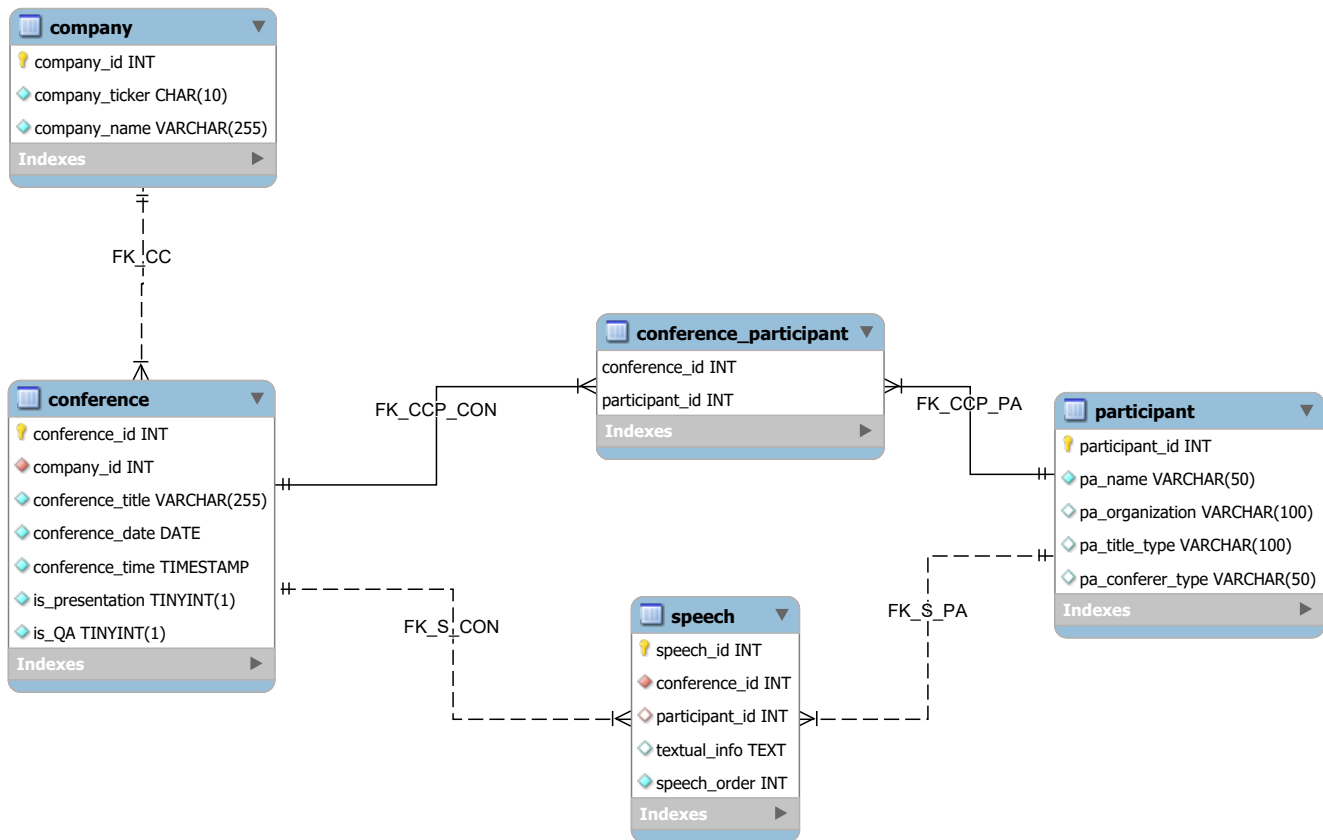 company
company_id INT
company_ticker CHAR(10)
company_name VARCHAR(255)
Indexes
FK_CC
conference
conference_id INT
company_id INT
conference_title VARCHAR(255)
conference_date DATE
conference_time TIMESTAMP
is_presentation TINYINT(1)
is_QA TINYINT(1)
Indexes
FK_CCP_CON
conference_participant
conference_id INT
participant_id INT
Indexes
FK_CCP_PA
participant
participant_id INT
pa_name VARCHAR(50)
pa_organization VARCHAR(100)
pa_title_type VARCHAR(100)
pa_conferer_type VARCHAR(50)
Indexes
FK_S_CON
speech
speech_id INT
conference_id INT
participant_id INT
textual_info TEXT
speech_order INT
Indexes
FK_S_PA